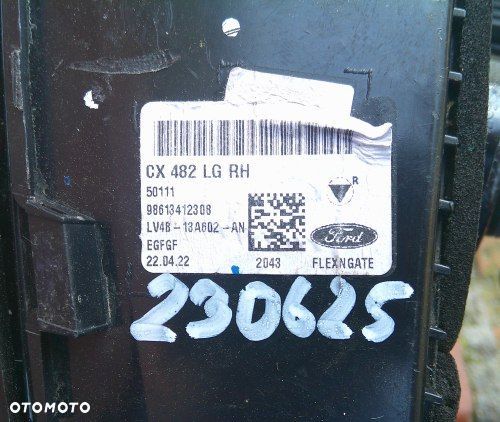 CX 482 LG RH
50111
98613412308
LV4B-13A602-AN
EGFGF
22.04.22
2043
FLEXNGATE
R
Ford
230625
OTOMOTO